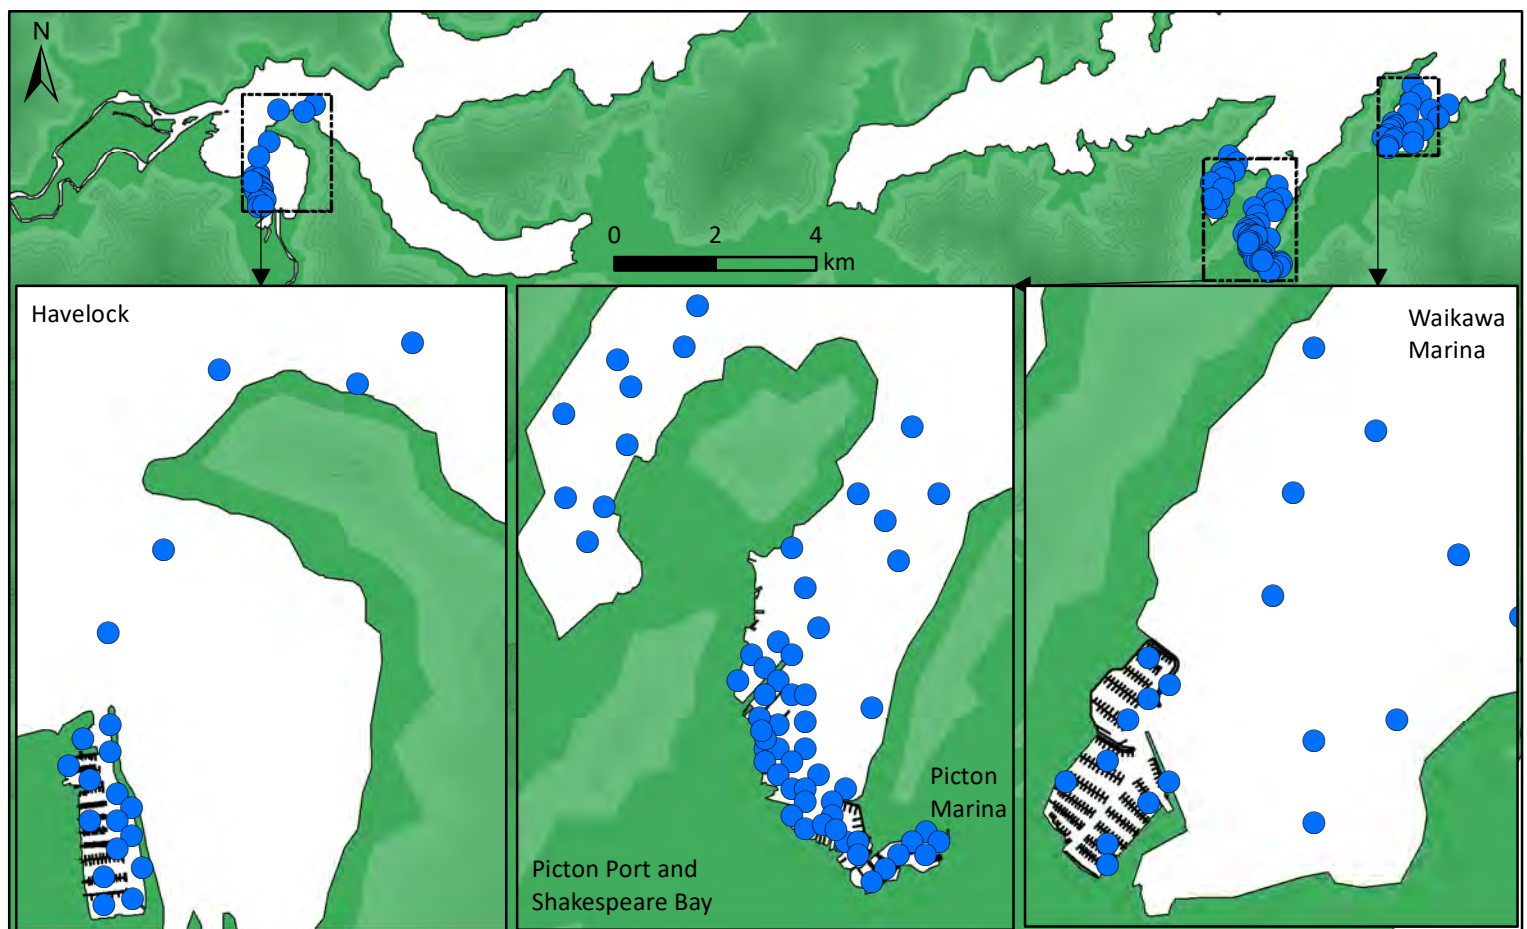 N
0 2 4
km
Havelock
Waikawa
Marina
Picton
Marina
Picton Port and
Shakespeare Bay